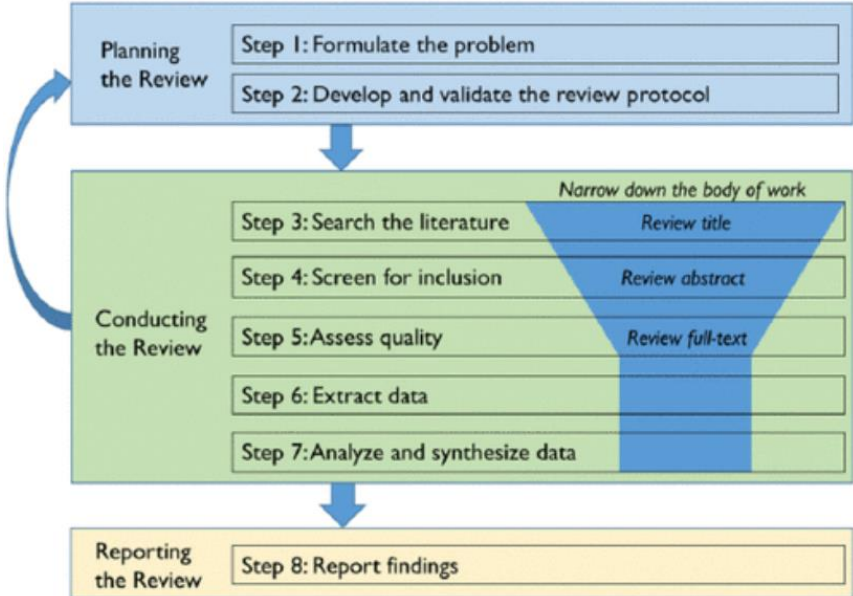 Planning
the Review
Step 1: Formulate the problem
Step 2: Develop and validate the review protocol
Conducting
the Review
Narrow down the body of work
Step 3: Search the literature
Review title
Step 4: Screen for inclusion
Review abstract
Step 5: Assess quality
Review full-text
Step 6: Extract data
Step 7: Analyze and synthesize data
Reporting
the Review
Step 8: Report findings